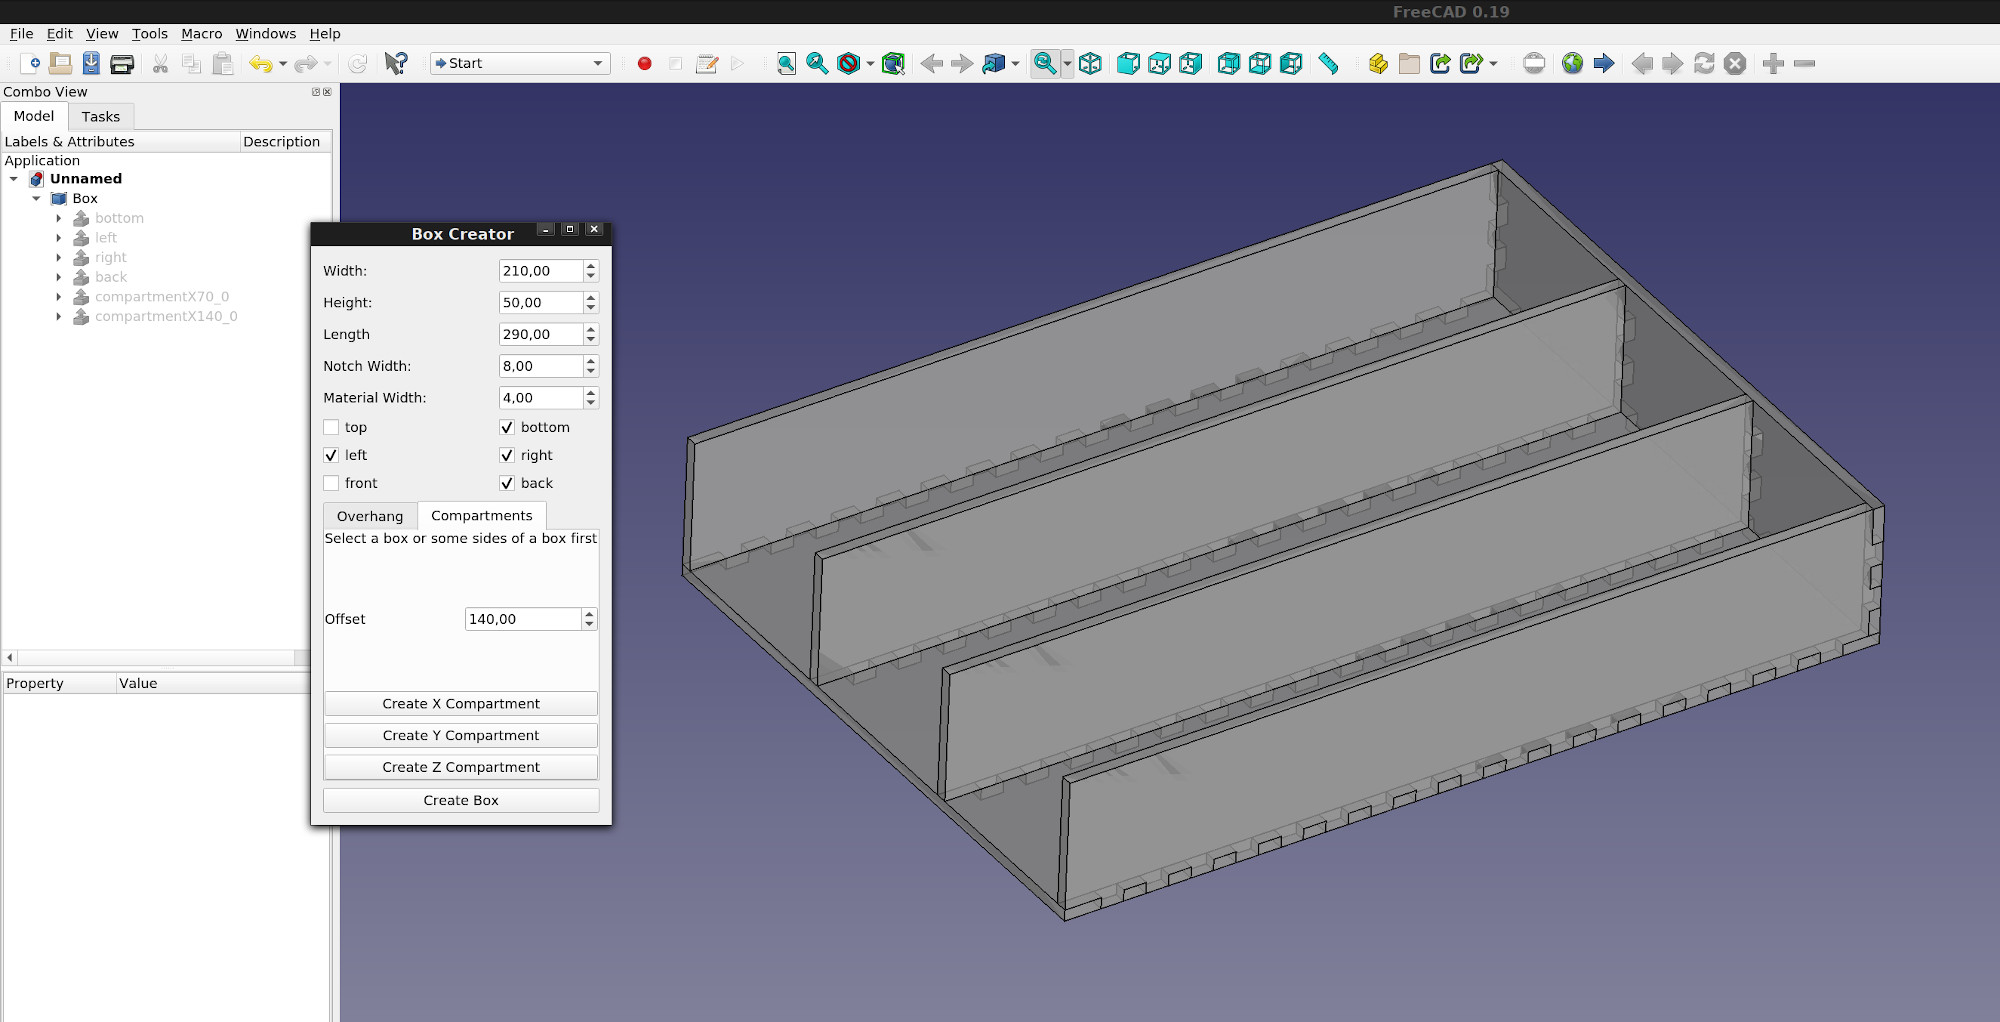 FreeCAD 0.19
File Edit View Tools Macro Windows Help
Start
Combo View
Model Tasks
Labels & Attributes Description
Application
Unnamed
Box
bottom
left
right
back
compartmentX70_0
compartmentX140_0
Property Value
Box Creator
Width: 210,00
Height: 50,00
Length 290,00
Notch Width: 8,00
Material Width: 4,00
top bottom
left right
front back
Overhang Compartments
Select a box or some sides of a box first
Offset 140,00
Create X Compartment
Create Y Compartment
Create Z Compartment
Create Box